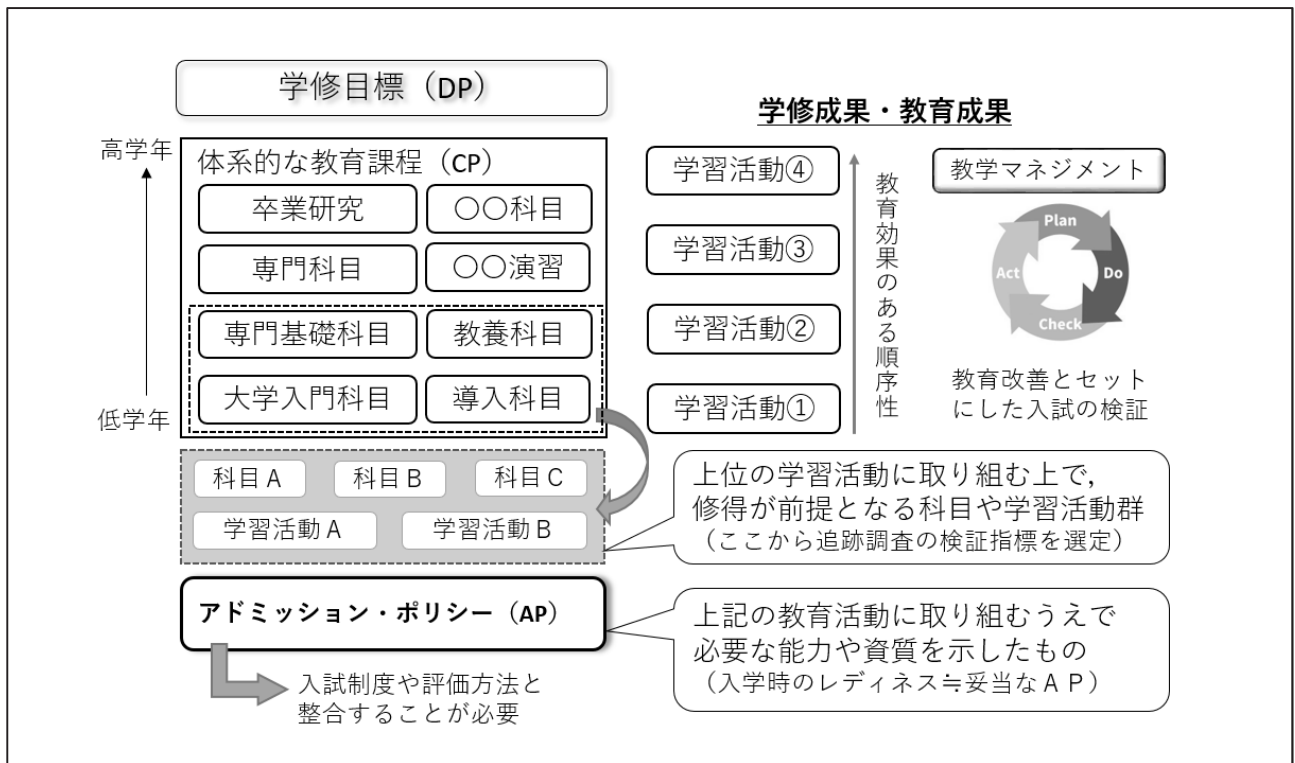 学修目標（DP）
学修成果・教育成果
高学年
低学年
体系的な教育課程（CP）
卒業研究
〇〇科目
専門科目
〇〇演習
専門基礎科目
教養科目
大学入門科目
導入科目
学習活動④
学習活動③
学習活動②
学習活動①
教育効果のある順序性
教学マネジメント
Plan
Do
Check
Act
教育改善とセット
にした入試の検証
科目A
科目B
科目C
学習活動A
学習活動B
上位の学習活動に取り組む上で，
修得が前提となる科目や学習活動群
（ここから追跡調査の検証指標を選定）
アドミッション・ポリシー（AP）
上記の教育活動に取り組むうえで
必要な能力や資質を示したもの
（入学時のレディネス≒妥当なＡＰ）
入試制度や評価方法と
整合することが必要